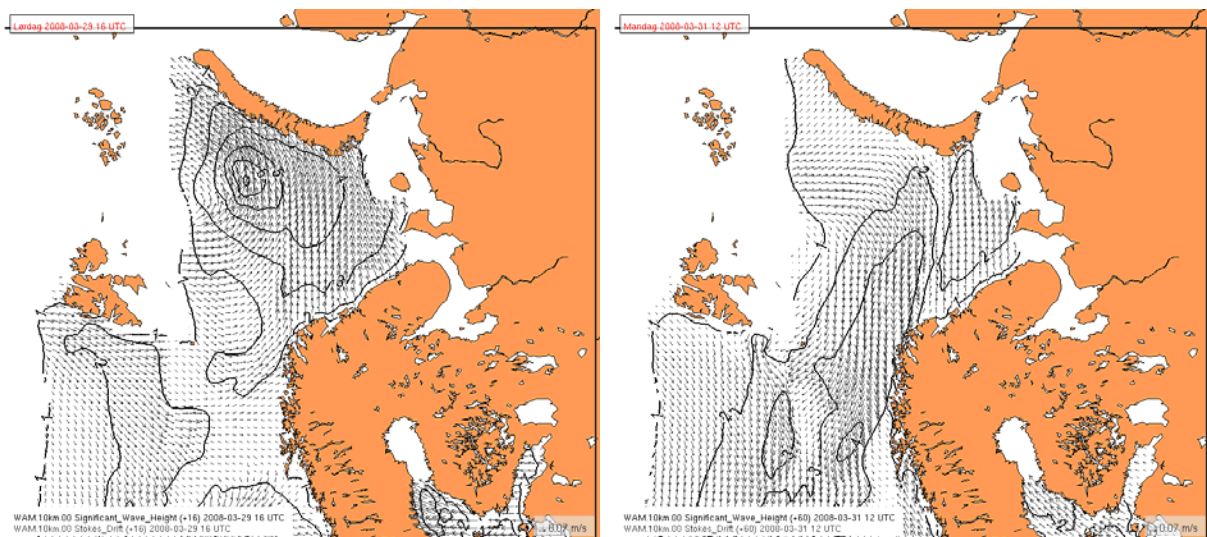 Lørdag 2008-03-29 16 UTC
WAM.10km.00 Significant_Wave_Height (+16) 2008-03-29 16 UTC
WAM.10km.00 Stokes_Drift (+16) 2008-03-29 16 UTC
0.07 m/s
Mandag 2008-03-31 12 UTC
WAM.10km.00 Significant_Wave_Height (+60) 2008-03-31 12 UTC
WAM.10km.00 Stokes_Drift (+60) 2008-03-31 12 UTC
2
0.07 m/s